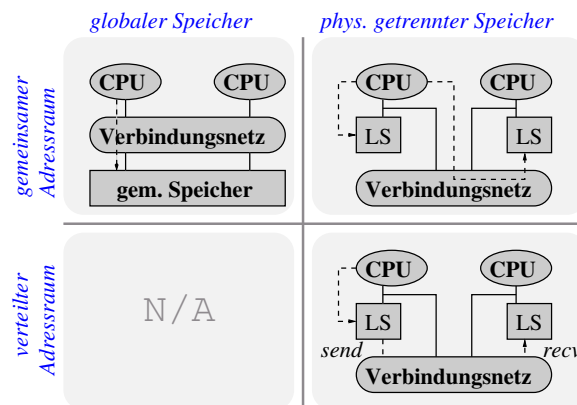 globaler Speicher
phys. getrennter Speicher
gemeinsamer
Adressraum
CPU
CPU
Verbindungsnetz
gem. Speicher
CPU
CPU
LS
LS
Verbindungsnetz
verteilter
Adressraum
N/A
CPU
CPU
LS
LS
send
recv
Verbindungsnetz